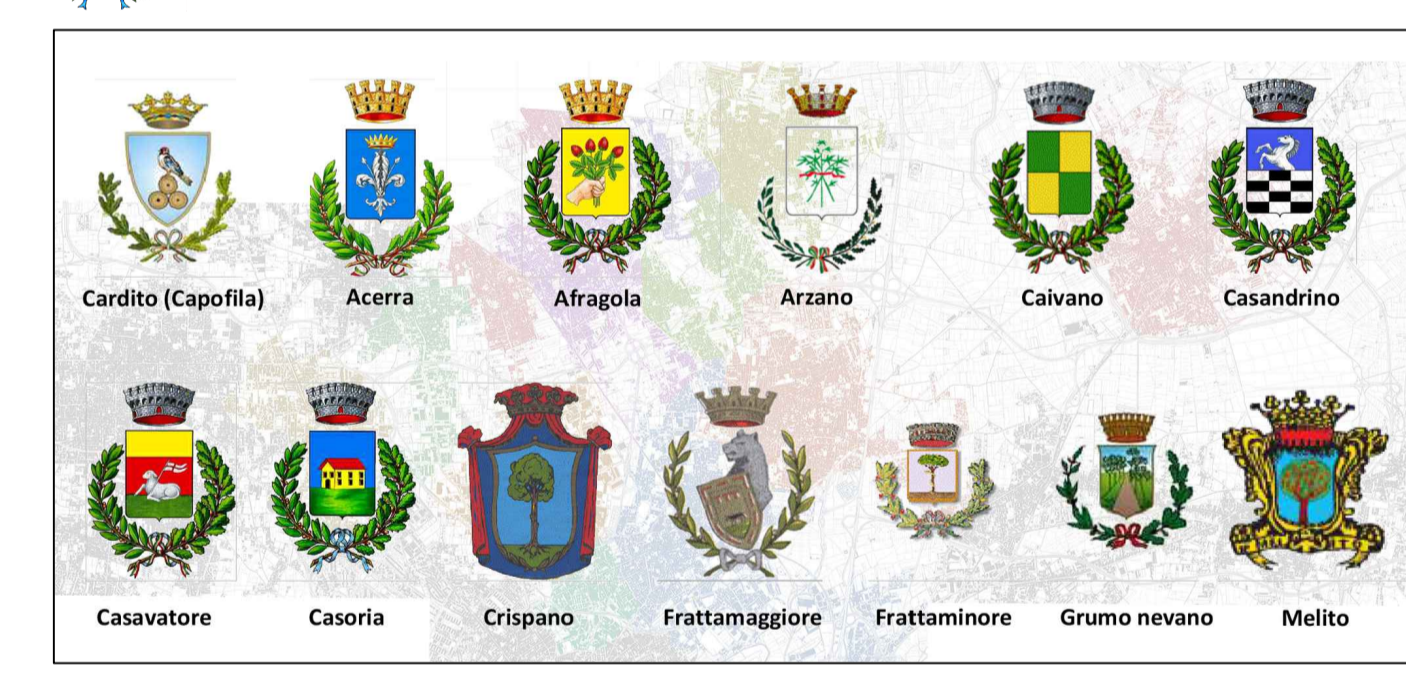 Cardito (Capofila) Acerra Afragola Arzano Caivano Casandrino
Casavatore Casoria Crispano Frattamaggiore Frattaminore Grumo nevano Melito